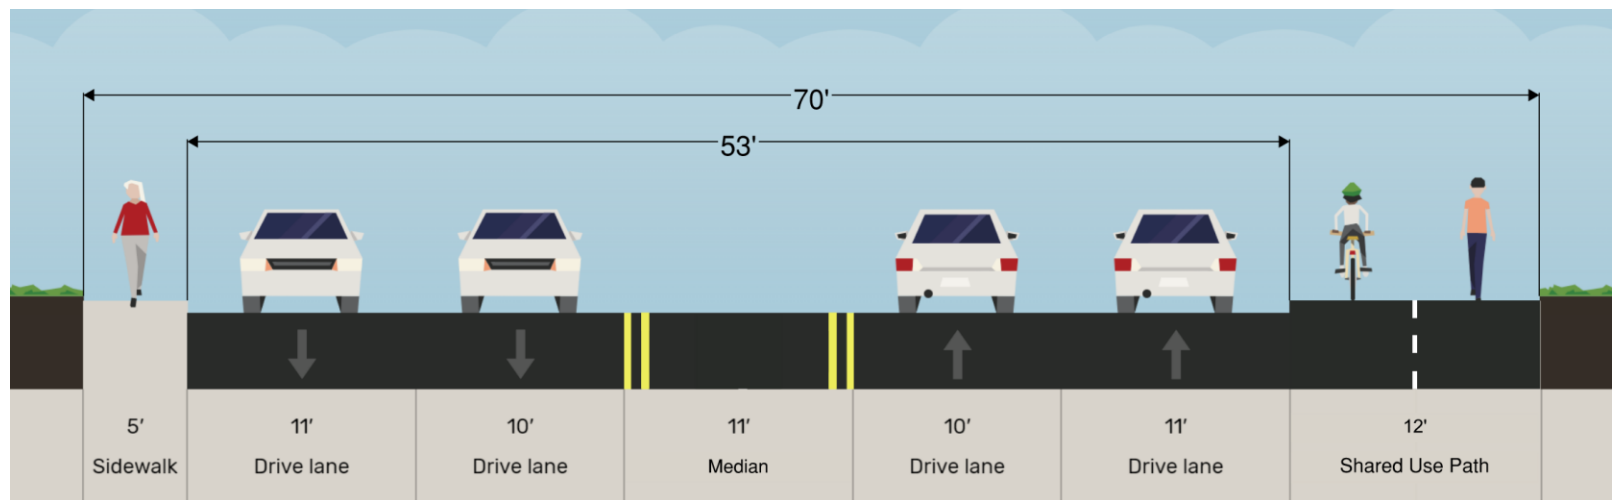 70'
53'
5′ 11′ 10′ 11′ 10′ 11′ 12'
Sidewalk Drive lane Drive lane Median Drive lane Drive lane Shared Use Path